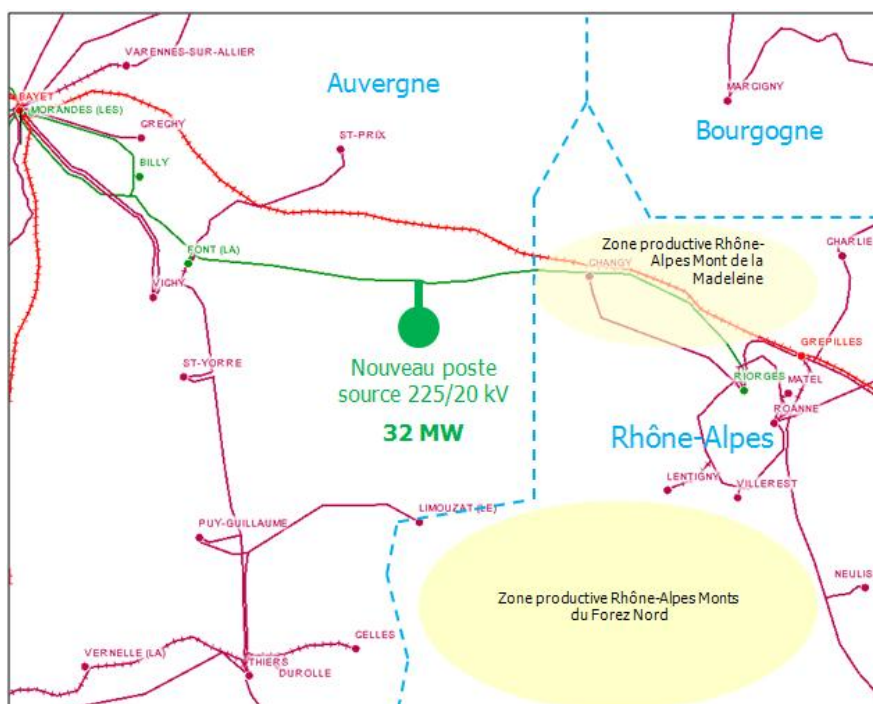 VARENNES-SUR-ALLIER
Auvergne
MARCIGNY
BAYET
MORANDES (LES)
CRECHY
ST-PRIX
Bourgogne
BILLY
Zone productive Rhône-
Alpes Mont de la
Madeleine
CHARLIE
FONT (LA)
CHANGY
VICHY
Nouveau poste
source 225/20 kV
32 MW
GREPILLES
ST-YORRE
RIORGES
MATEL
ROANNE
Rhône-Alpes
LENTIGNY
VILLEREST
LIMOUZAT (LE)
PUY-GUILLAUME
NEULIS
Zone productive Rhône-Alpes Monts
du Forez Nord
CELLES
VERNELLE (LA)
THIERS
DUROLLE